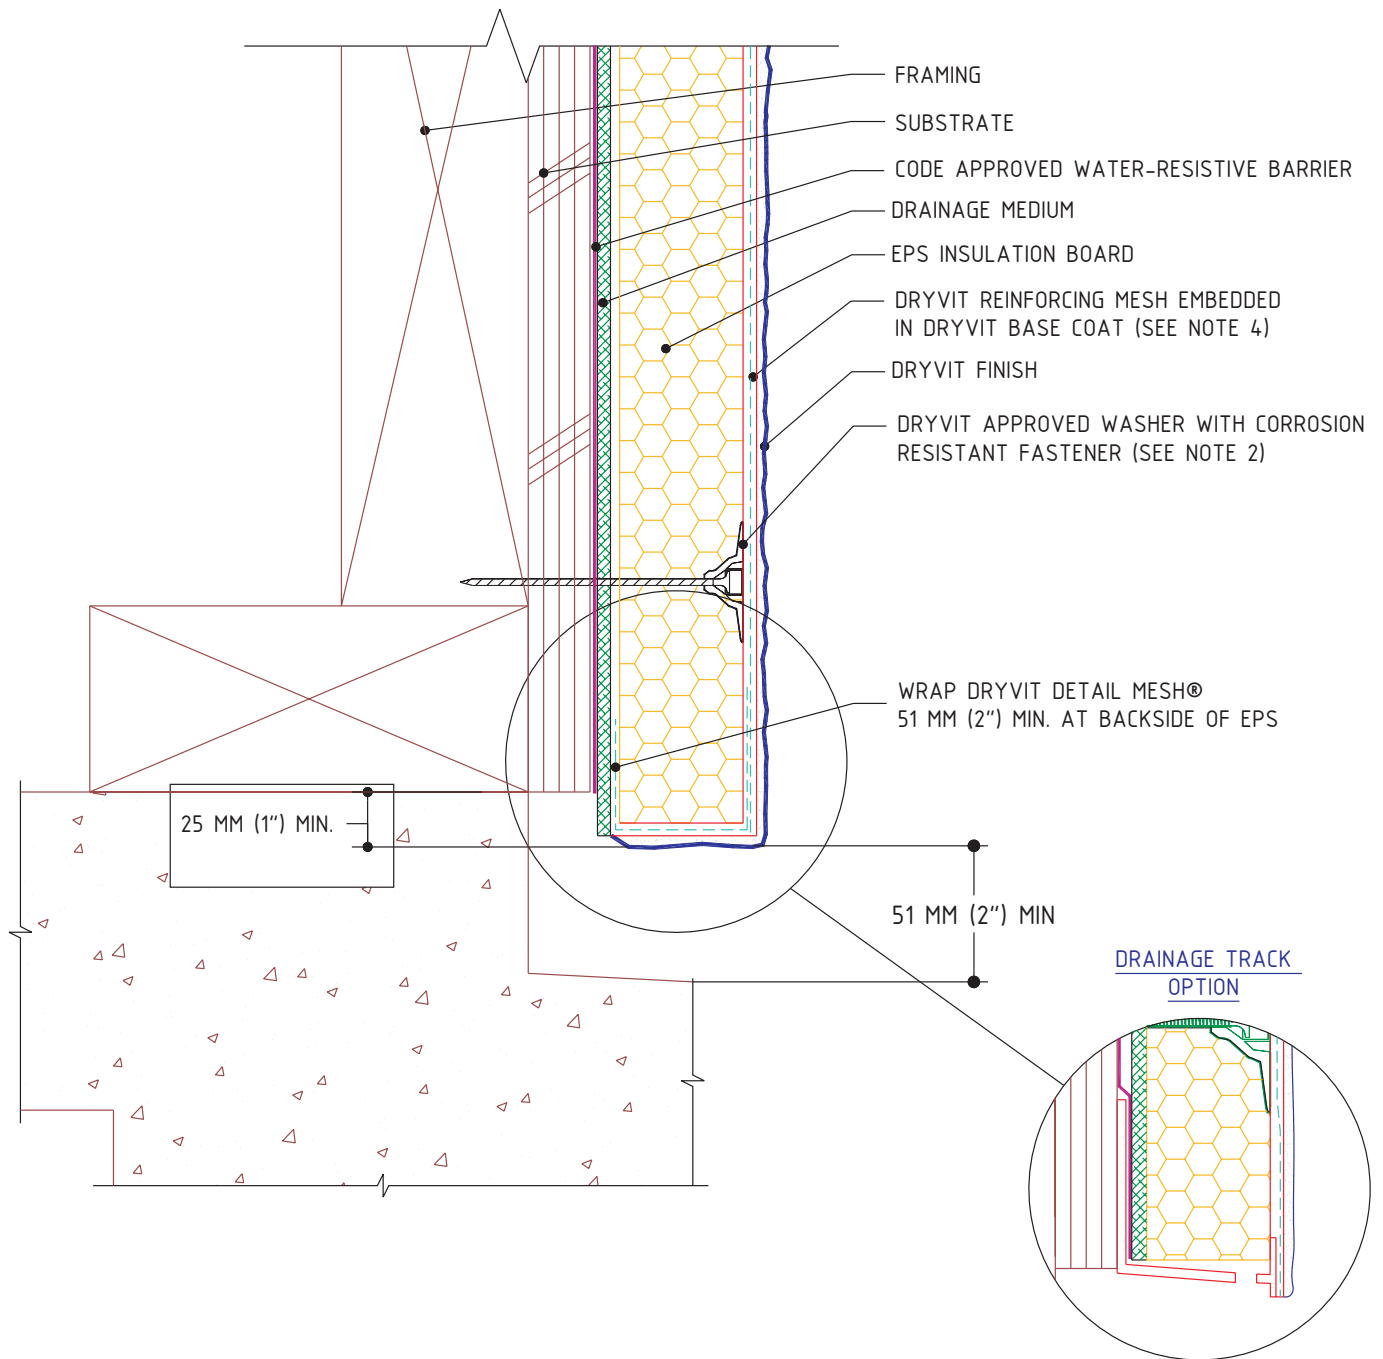 FRAMING
SUBSTRATE
CODE APPROVED WATER-RESISTIVE BARRIER
DRAINAGE MEDIUM
EPS INSULATION BOARD
DRYVIT REINFORCING MESH EMBEDDED
IN DRYVIT BASE COAT (SEE NOTE 4)
DRYVIT FINISH
DRYVIT APPROVED WASHER WITH CORROSION
RESISTANT FASTENER (SEE NOTE 2)
WRAP DRYVIT DETAIL MESH®
51 MM (2") MIN. AT BACKSIDE OF EPS
25 MM (1") MIN.
51 MM (2") MIN
DRAINAGE TRACK
OPTION